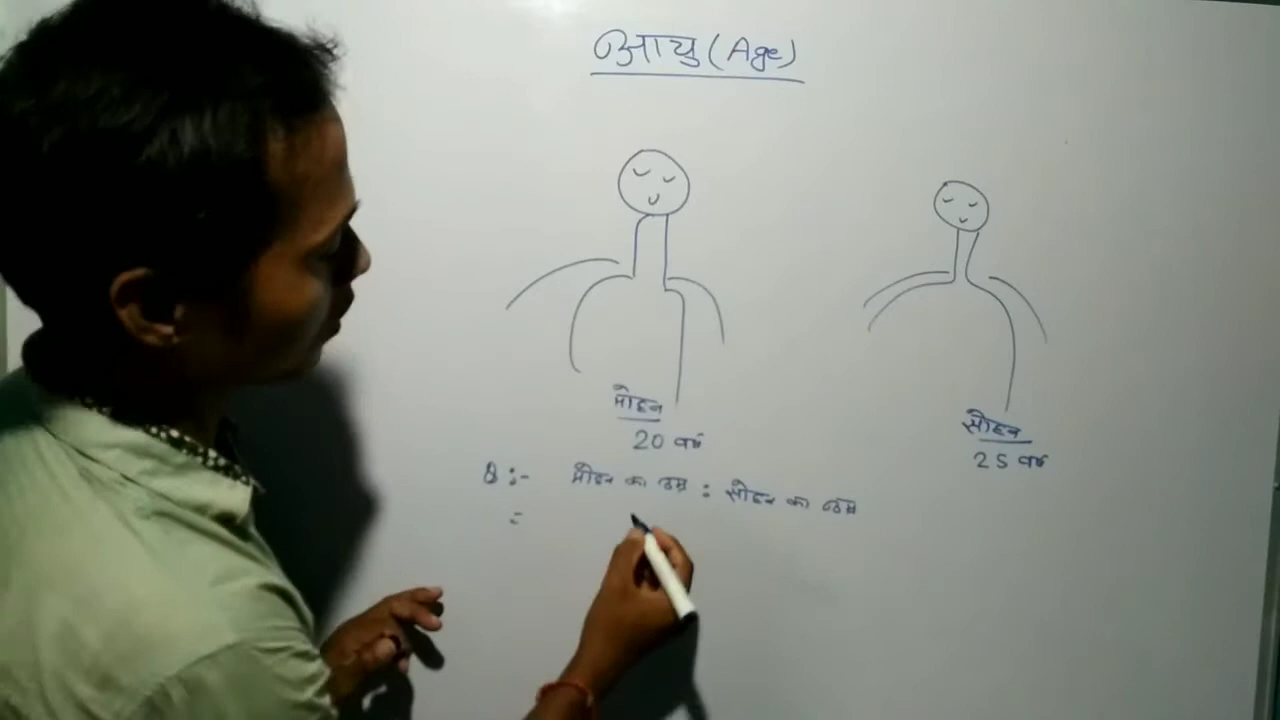 आयु (Age)
मोहन
20 वर्ष
सोहन
25 वर्ष
Q :- मोहन का उम्र : सोहन का उम्र
=